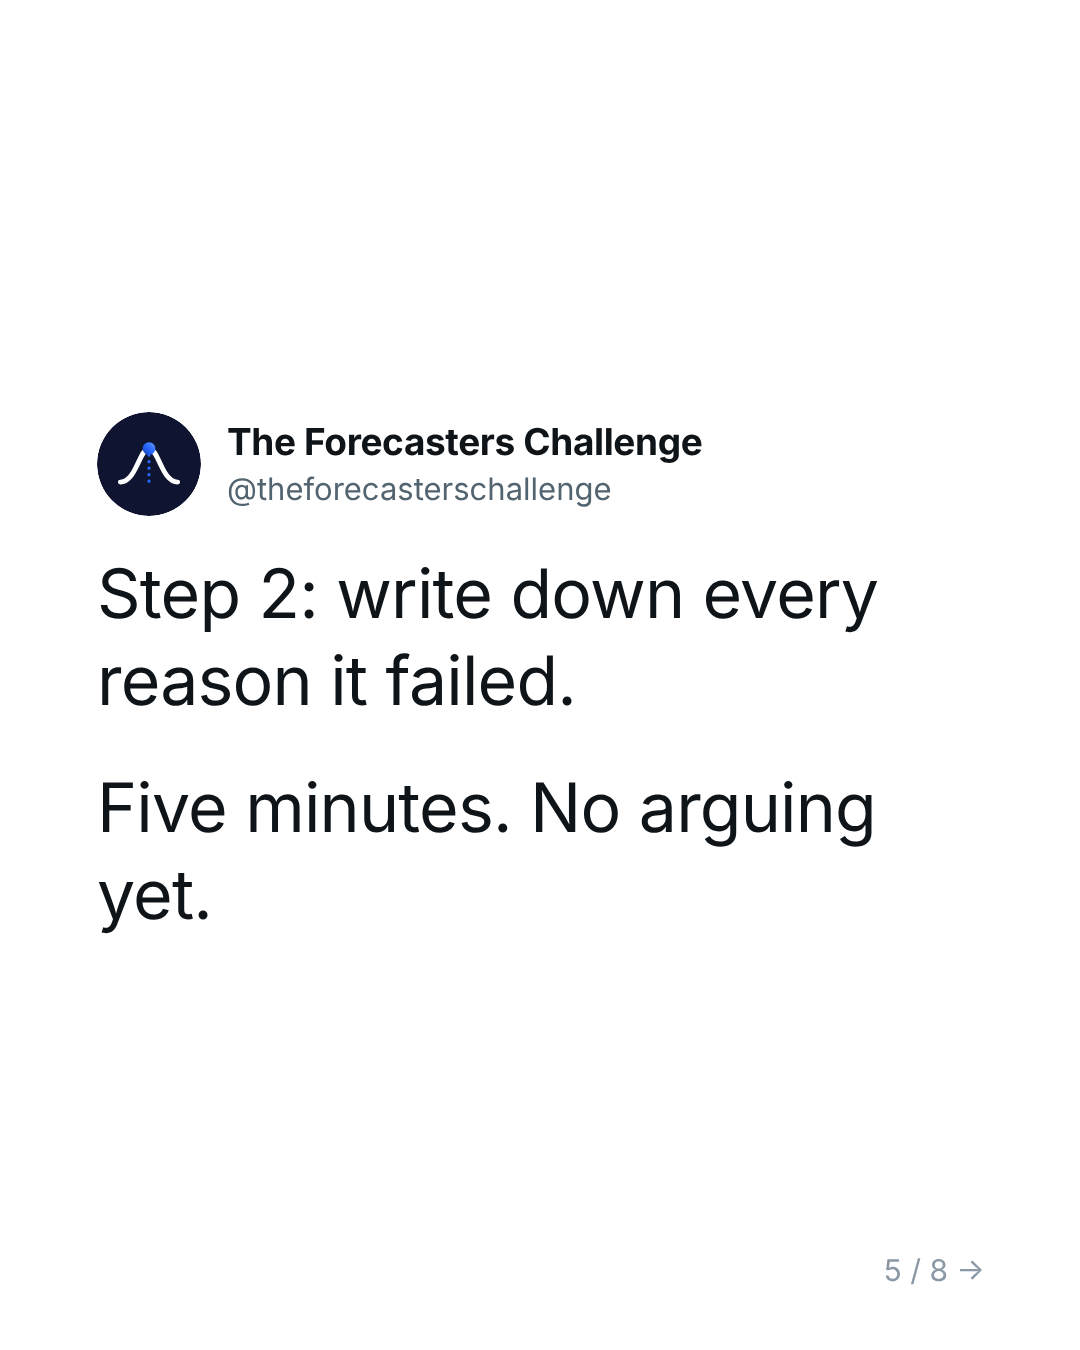 The Forecasters Challenge
@theforecasterschallenge
Step 2: write down every
reason it failed.
Five minutes. No arguing
yet.
5 / 8 →